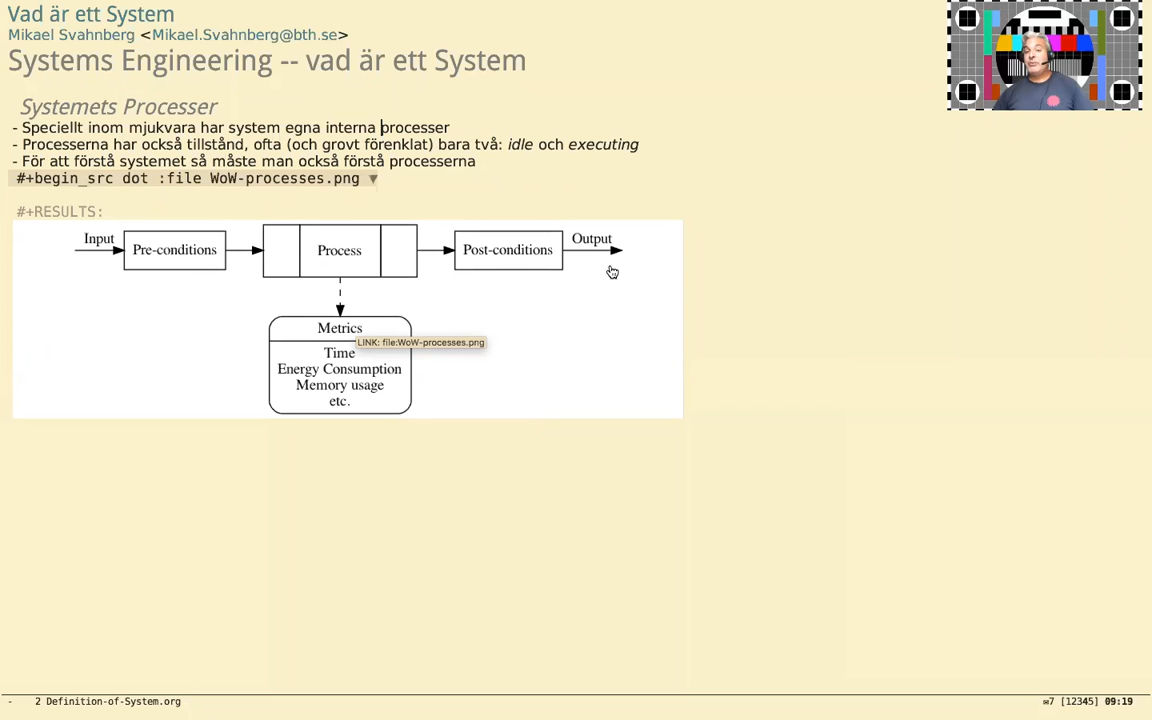 Vad är ett System
Mikael Svahnberg <Mikael.Svahnberg@bth.se>
Systems Engineering -- vad är ett System
Systemets Processer
- Speciellt inom mjukvara har system egna interna processer
- Processerna har också tillstånd, ofta (och grovt förenklat) bara två: idle och executing
- För att förstå systemet så måste man också förstå processerna
#+begin_src dot :file WoW-processes.png ▼
#+RESULTS:
Input
Pre-conditions
Process
Post-conditions
Output
Metrics
LINK: file:WoW-processes.png
Time
Energy Consumption
Memory usage
etc.
- 2 Definition-of-System.org
✉7 [12345] 09:19